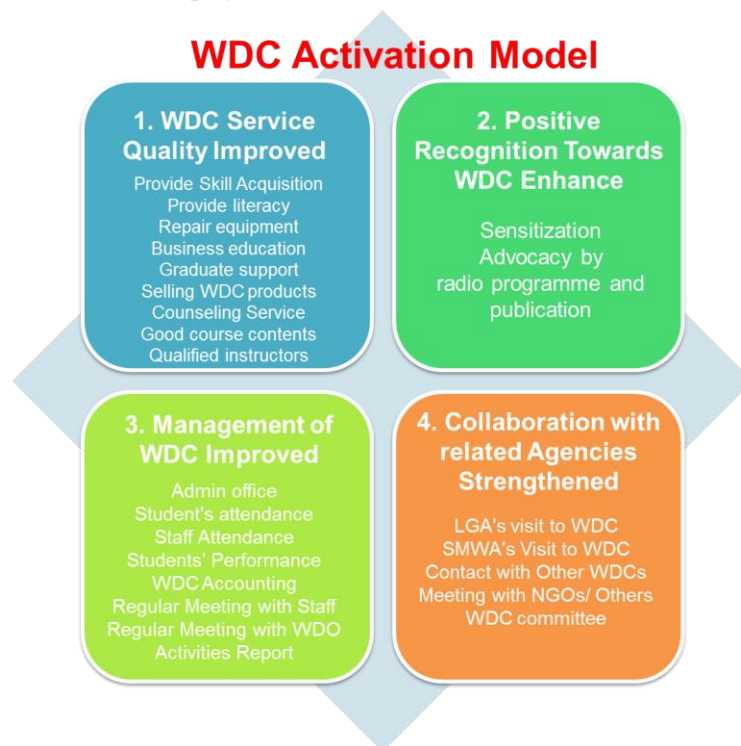 WDC Activation Model
1. WDC Service
Quality Improved
Provide Skill Acquisition
Provide literacy
Repair equipment
Business education
Graduate support
Selling WDC products
Counseling Service
Good course contents
Qualified instructors
2. Positive
Recognition Towards
WDC Enhance
Sensitization
Advocacy by
radio programme and
publication
3. Management of
WDC Improved
Admin office
Student's attendance
Staff Attendance
Students' Performance
WDC Accounting
Regular Meeting with Staff
Regular Meeting with WDO
Activities Report
4. Collaboration with
related Agencies
Strengthened
LGA's visit to WDC
SMWA's Visit to WDC
Contact with Other WDCs
Meeting with NGOs/ Others
WDC committee